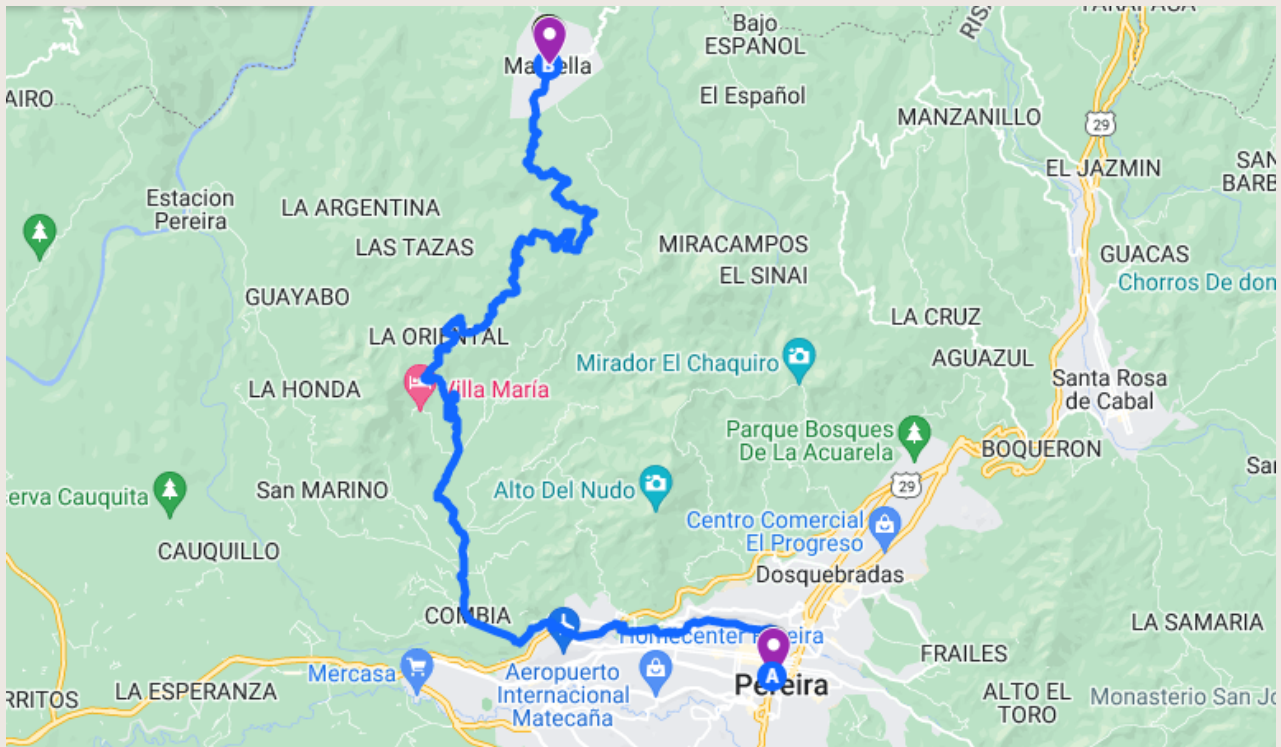 Bajo
ESPANOL
El Español
AIRO
MANZANILLO
29
EL JAZMIN
SAN
BARB
Estacion
Pereira
LA ARGENTINA
LAS TAZAS
MIRACAMPOS
EL SINAI
GUACAS
Chorros De don
GUAYABO
LA CRUZ
LA ORIENTAL
Mirador El Chaquiro
AGUAZUL
LA HONDA
Villa María
Santa Rosa
de Cabal
Parque Bosques
De La Acuarela
BOQUERON
29
San MARINO
Alto Del Nudo
erva Cauquita
Centro Comercial
El Progreso
CAUQUILLO
Dosquebradas
COMBIA
LA SAMARIA
Homecenter Pereira
FRAILES
Mercasa
Aeropuerto
Internacional
Matecaña
A
Pereira
RRITOS
LA ESPERANZA
ALTO EL
TORO
Monasterio San Jo